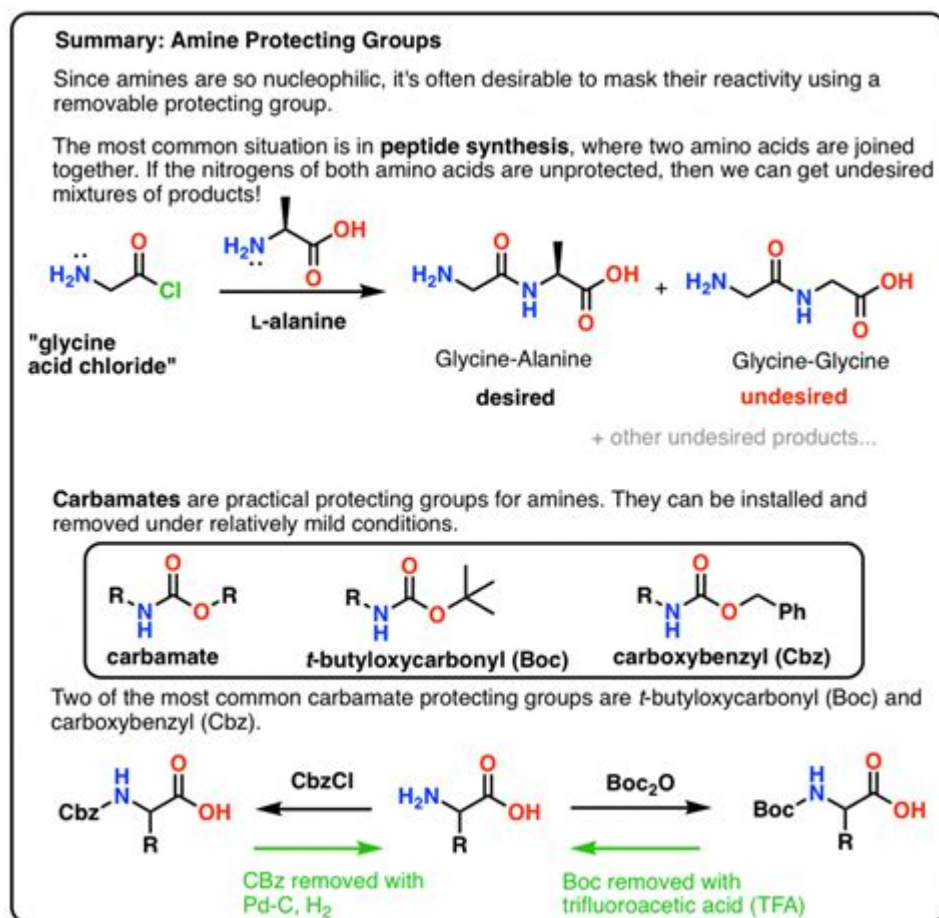 Summary: Amine Protecting Groups
Since amines are so nucleophilic, it's often desirable to mask their reactivity using a
removable protecting group.
The most common situation is in peptide synthesis, where two amino acids are joined
together. If the nitrogens of both amino acids are unprotected, then we can get undesired
mixtures of products!
H₂N
O
Cl
H₂N
OH
O
L-alanine
H₂N
O
N
H
OH
O
+
H₂N
O
N
H
OH
O
"glycine
acid chloride"
Glycine-Alanine
desired
Glycine-Glycine
undesired
+ other undesired products...
Carbamates are practical protecting groups for amines. They can be installed and
removed under relatively mild conditions.
R
N
H
O
O
R
carbamate
R
N
H
O
O
t-butyloxycarbonyl (Boc)
R
N
H
O
O
Ph
carboxybenzyl (Cbz)
Two of the most common carbamate protecting groups are t-butyloxycarbonyl (Boc) and
carboxybenzyl (Cbz).
Cbz
H
N
O
OH
R
CbzCl
H₂N
O
OH
R
Boc₂O
Boc
H
N
O
OH
R
CBz removed with
Pd-C, H₂
Boc removed with
trifluoroacetic acid (TFA)